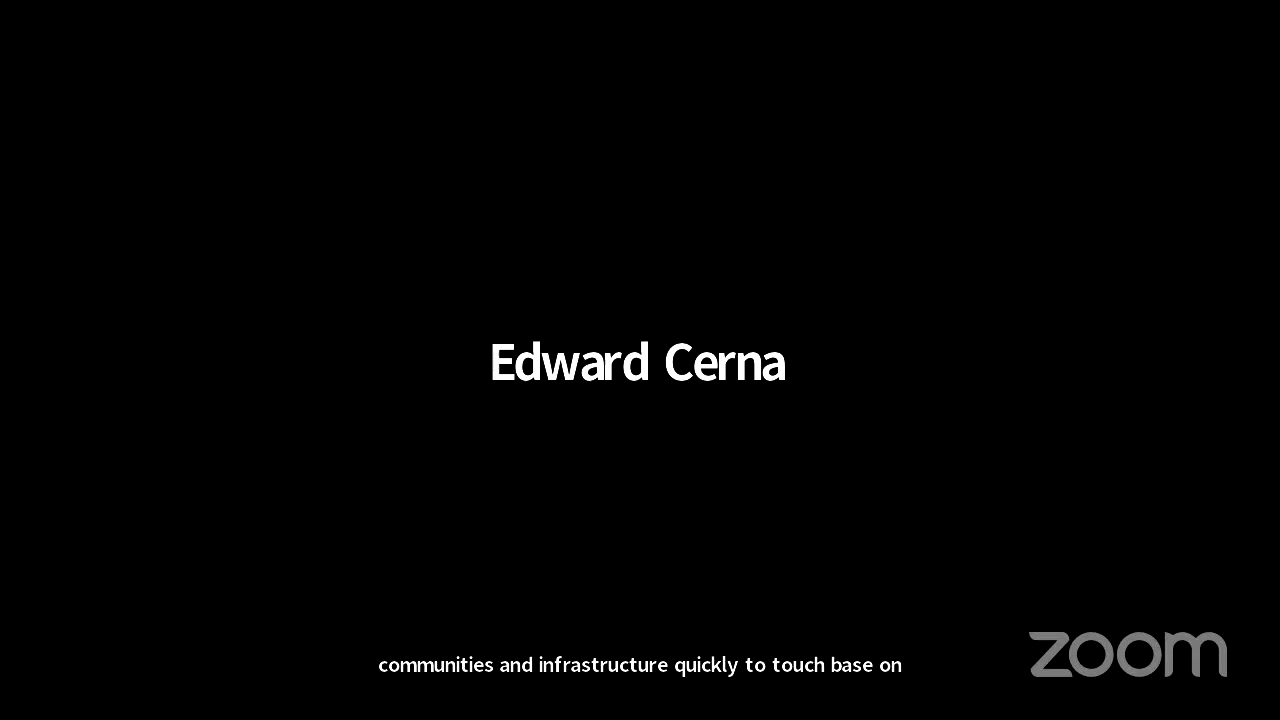 Edward Cerna
communities and infrastructure quickly to touch base on
zoom